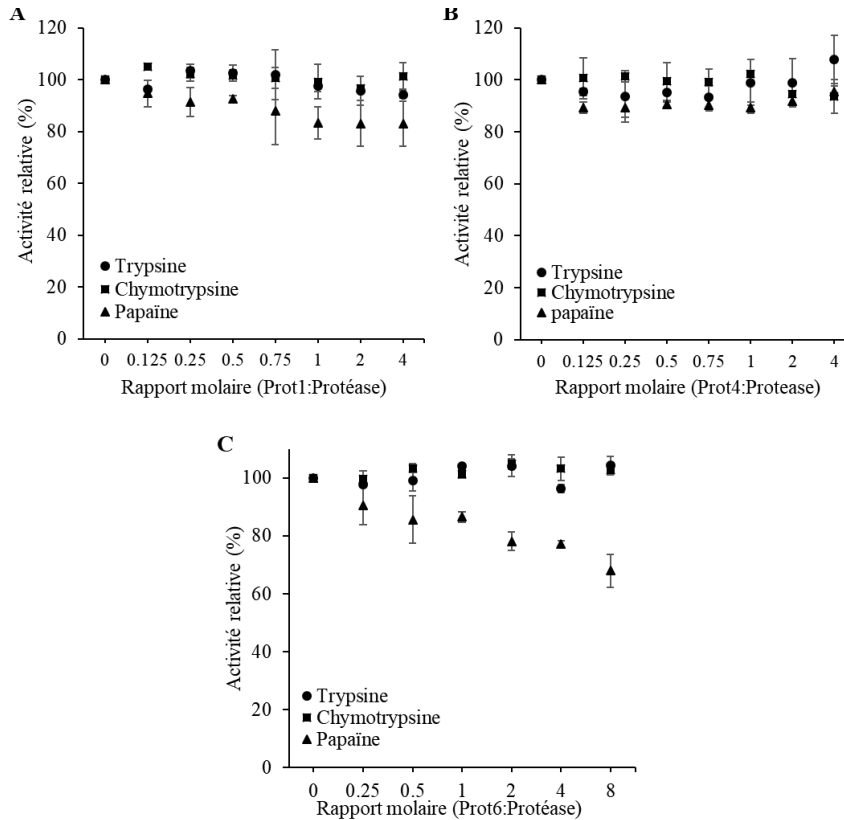 A
120
100
80
60
40
20
0
Activité relative (%)
Trypsine
Chymotrypsine
Papaïne
0 0.125 0.25 0.5 0.75 1 2 4
Rapport molaire (Prot1:Protéase)
B
120
100
80
60
40
20
0
Activité relative (%)
Trypsine
Chymotrypsine
papaïne
0 0.125 0.25 0.5 0.75 1 2 4
Rapport molaire (Prot4:Protease)
C
100
80
60
40
20
0
Activité relative (%)
Trypsine
Chymotrypsine
Papaïne
0 0.25 0.5 1 2 4 8
Rapport molaire (Prot6:Protéase)